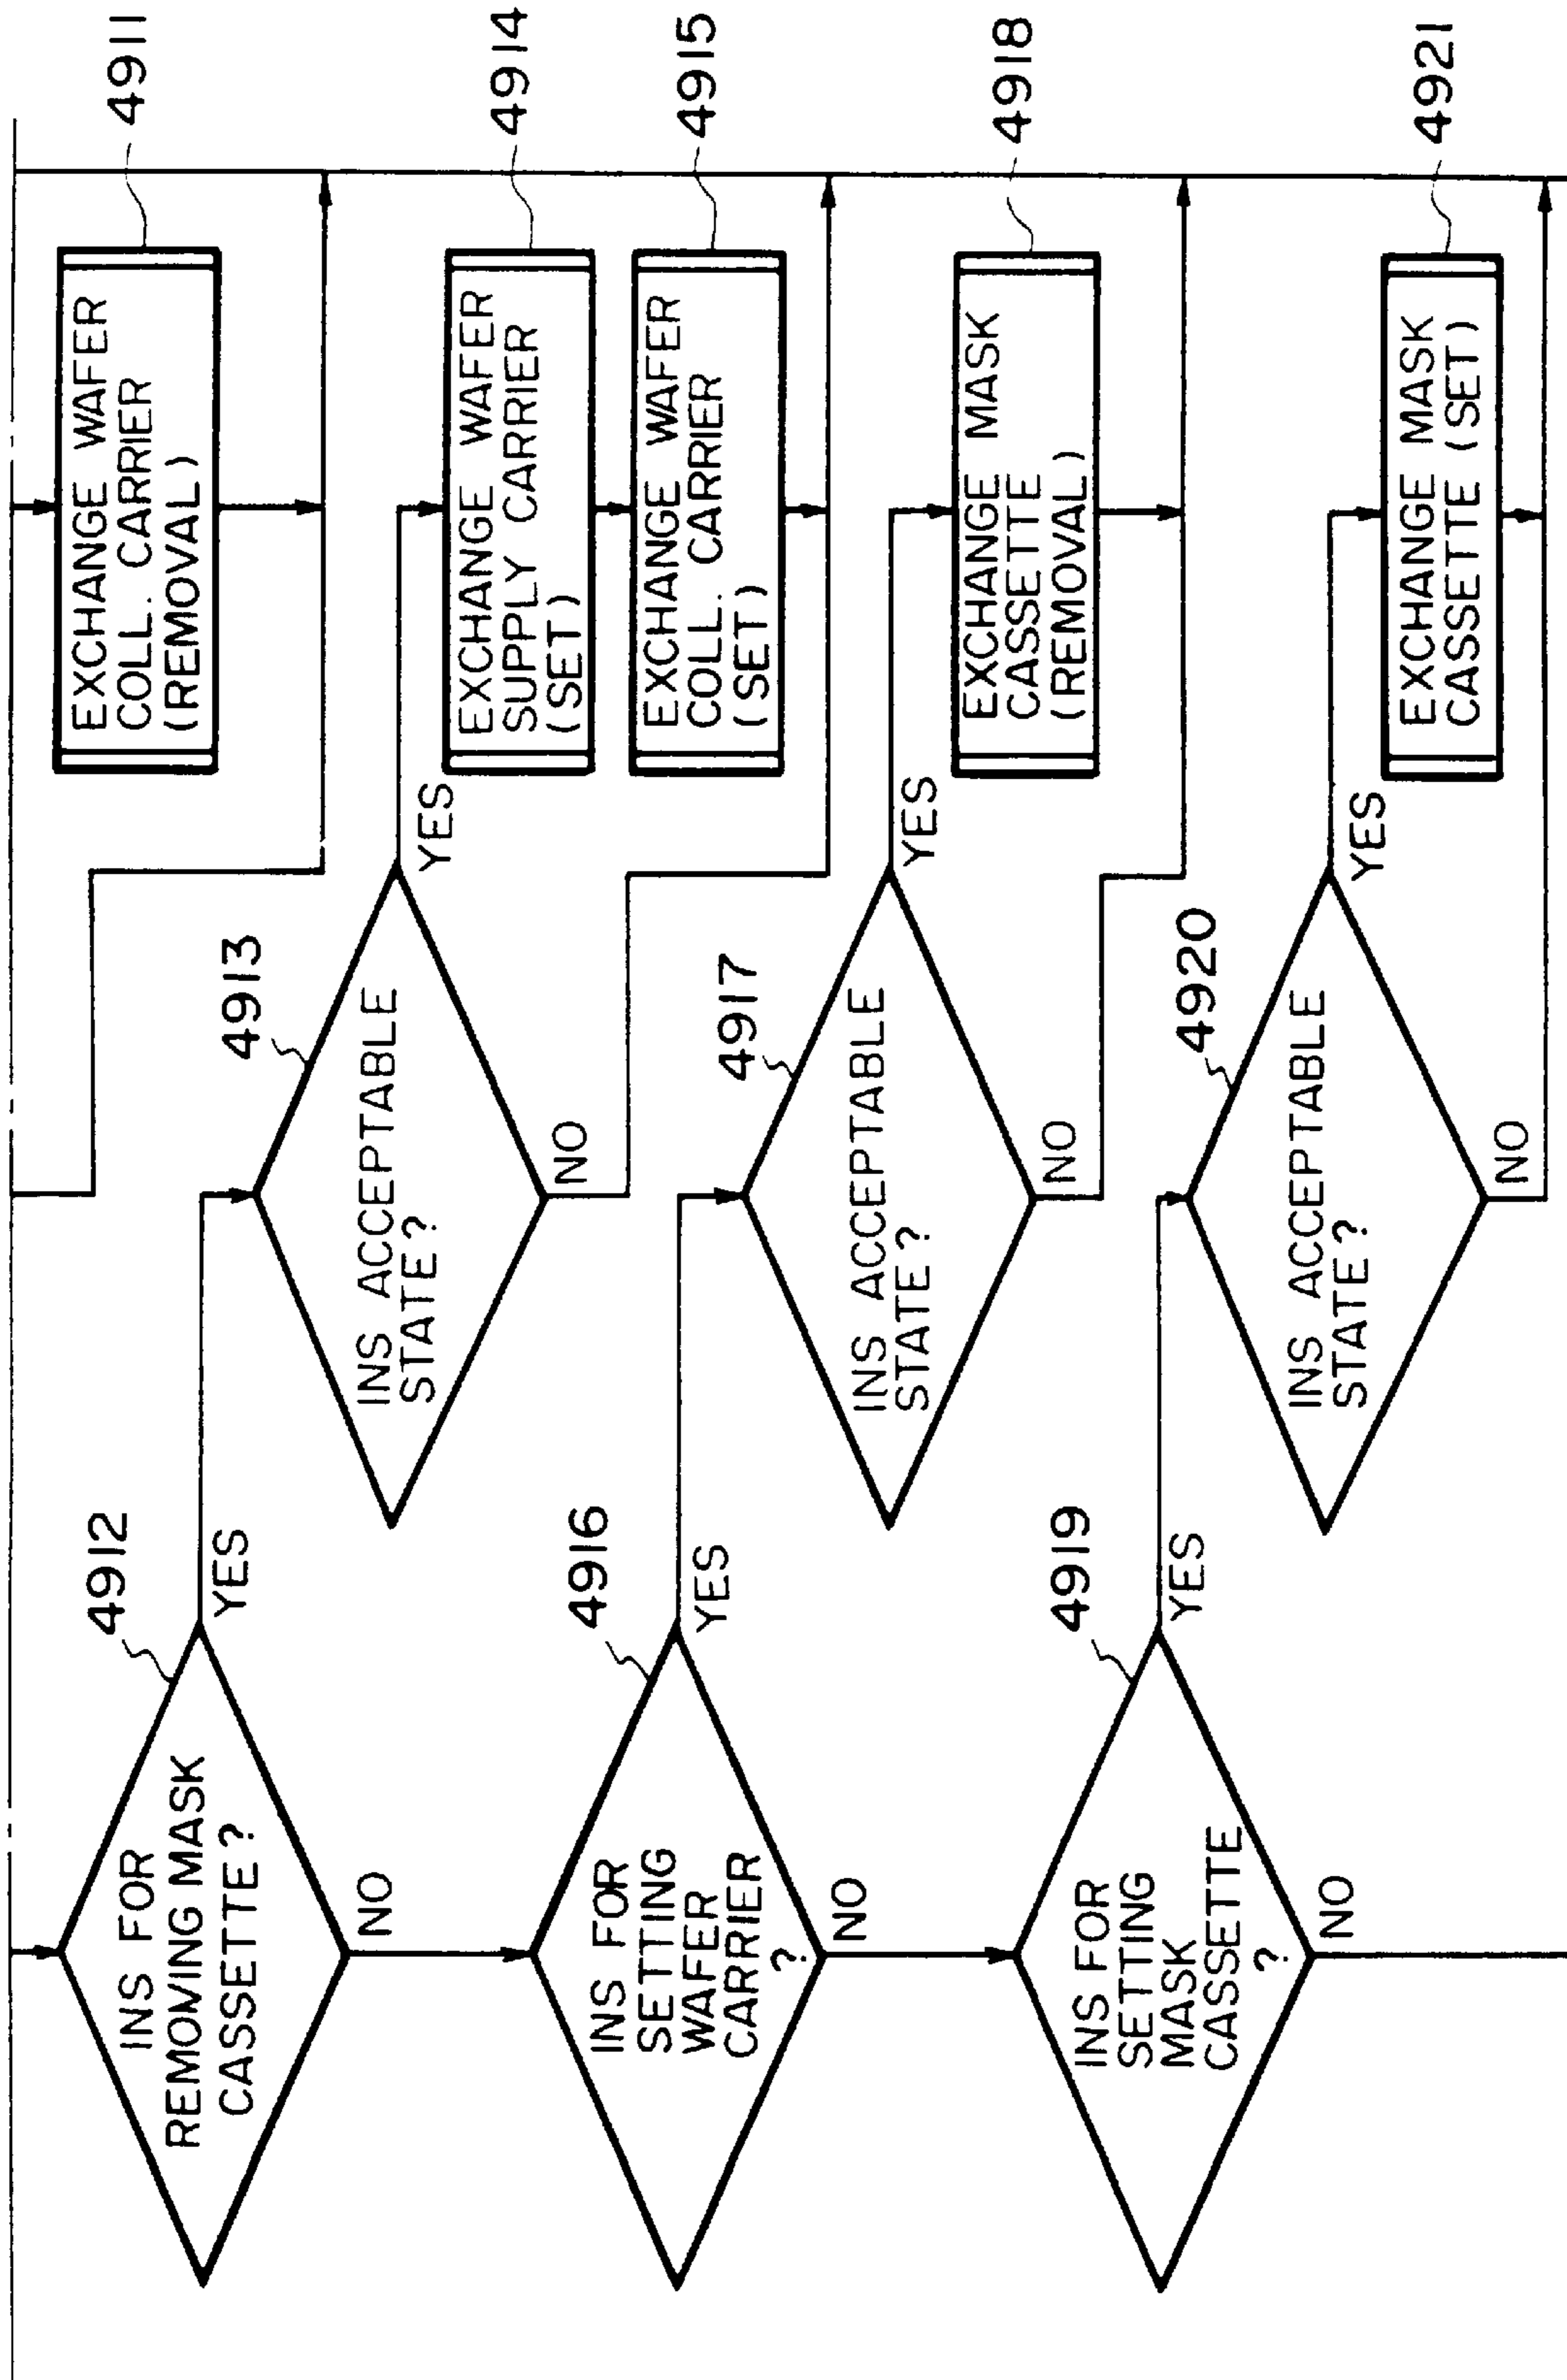 EXCHANGE WAFER
COLL. CARRIER
(REMOVAL)
4911
INS FOR
REMOVING MASK
CASSETTE?
4912
YES
NO
INS ACCEPTABLE
STATE?
4913
YES
NO
EXCHANGE WAFER
SUPPLY CARRIER
(SET)
4914
EXCHANGE WAFER
COLL. CARRIER
(SET)
4915
INS FOR
SETTING
WAFER
CARRIER
?
4916
YES
NO
INS ACCEPTABLE
STATE?
4917
YES
NO
EXCHANGE MASK
CASSETTE
(REMOVAL)
4918
INS FOR
SETTING
MASK
CASSETTE
?
4919
YES
NO
INS ACCEPTABLE
STATE?
4920
YES
NO
EXCHANGE MASK
CASSETTE (SET)
4921